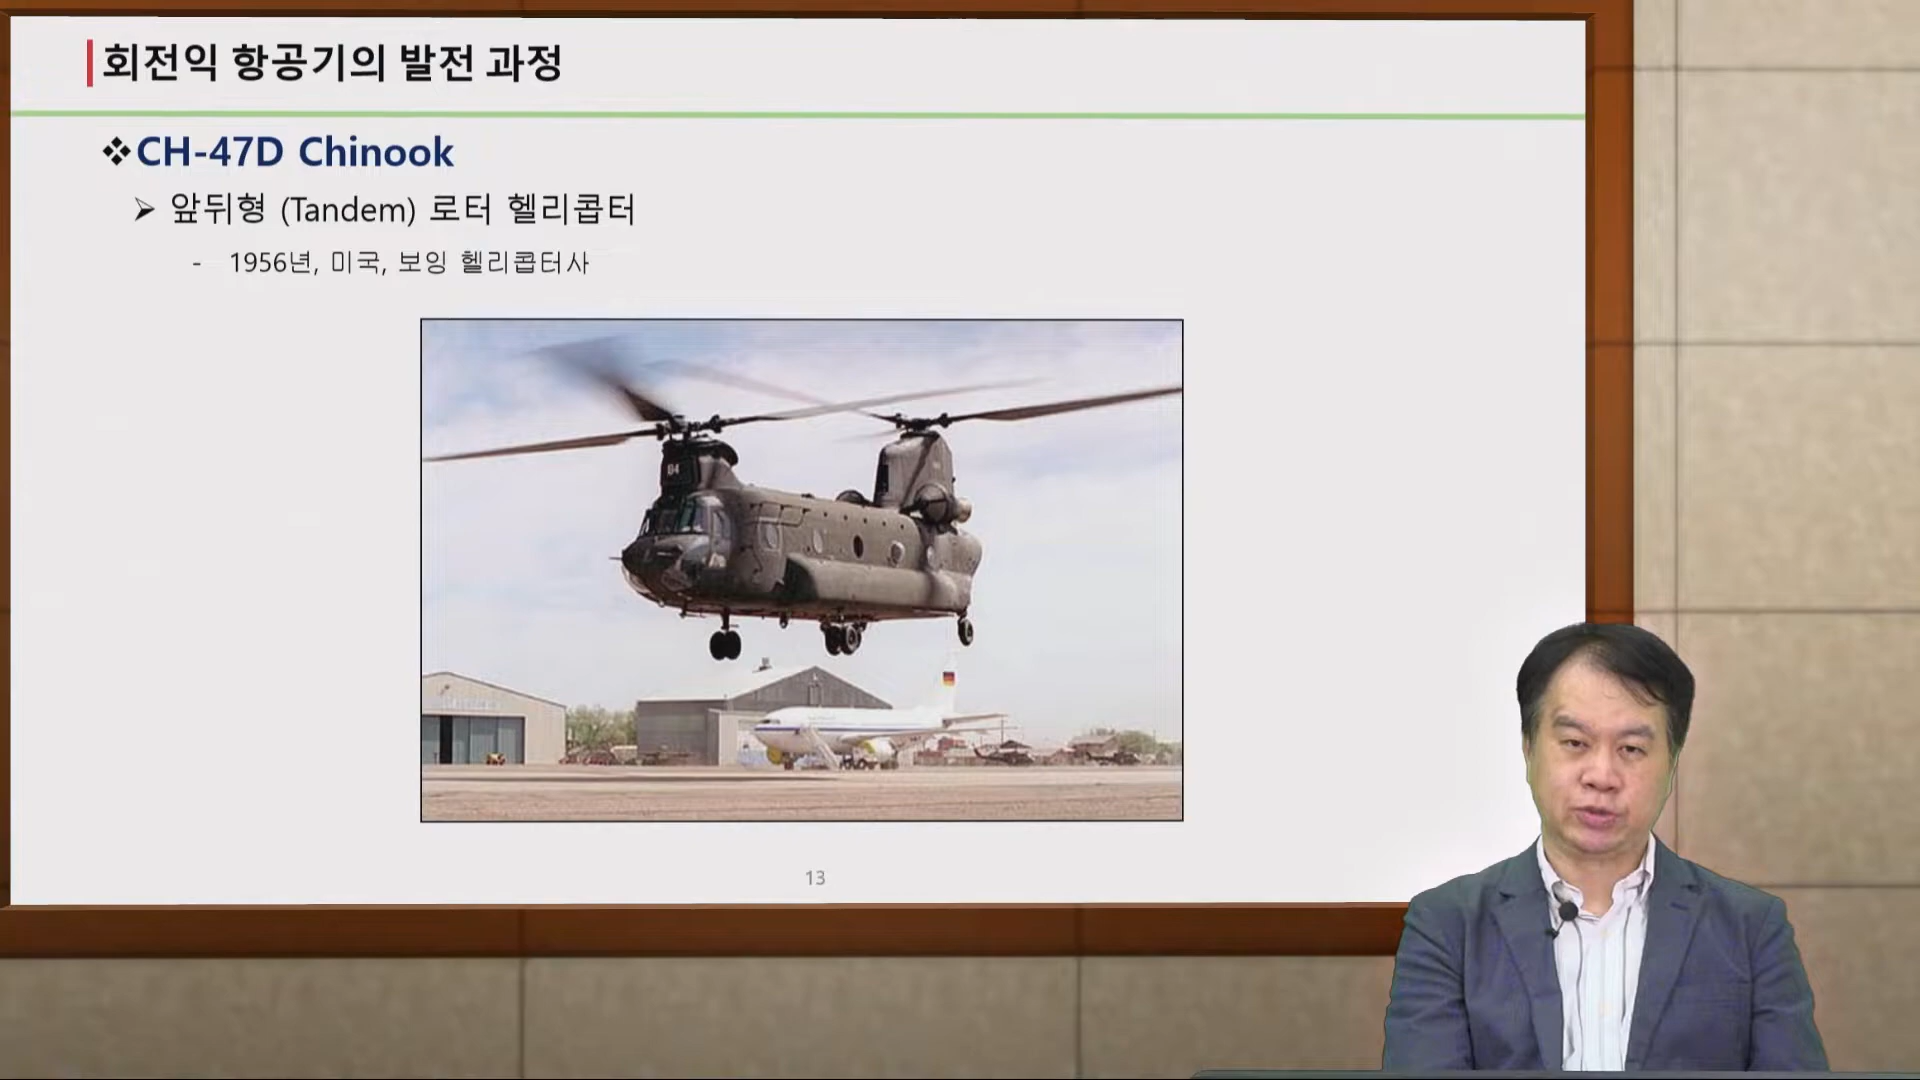 회전익 항공기의 발전 과정
❖CH-47D Chinook
➢ 앞뒤형 (Tandem) 로터 헬리콥터
- 1956년, 미국, 보잉 헬리콥터사
84
13